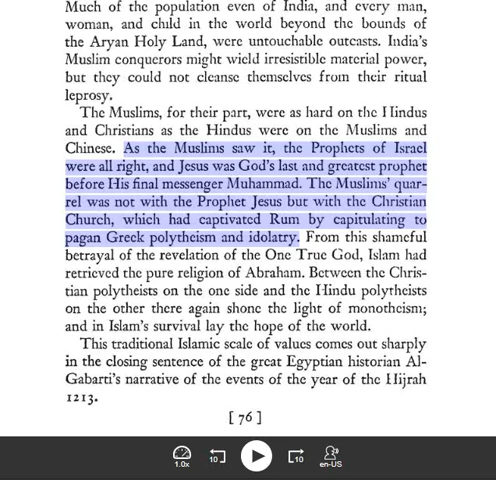 Much of the population even of India, and every man,
woman, and child in the world beyond the bounds of
the Aryan Holy Land, were untouchable outcasts. India's
Muslim conquerors might wield irresistible material power,
but they could not cleanse themselves from their ritual
leprosy.
The Muslims, for their part, were as hard on the Hindus
and Christians as the Hindus were on the Muslims and
Chinese. As the Muslims saw it, the Prophets of Israel
were all right, and Jesus was God's last and greatest prophet
before His final messenger Muhammad. The Muslims' quar-
rel was not with the Prophet Jesus but with the Christian
Church, which had captivated Rum by capitulating to
pagan Greek polytheism and idolatry. From this shameful
betrayal of the revelation of the One True God, Islam had
retrieved the pure religion of Abraham. Between the Chris-
tian polytheists on the one side and the Hindu polytheists
on the other there again shone the light of monotheism;
and in Islam's survival lay the hope of the world.
This traditional Islamic scale of values comes out sharply
in the closing sentence of the great Egyptian historian Al-
Gabarti's narrative of the events of the year of the Hijrah
1213.
[ 76 ]
1.0x 10 10 en-US